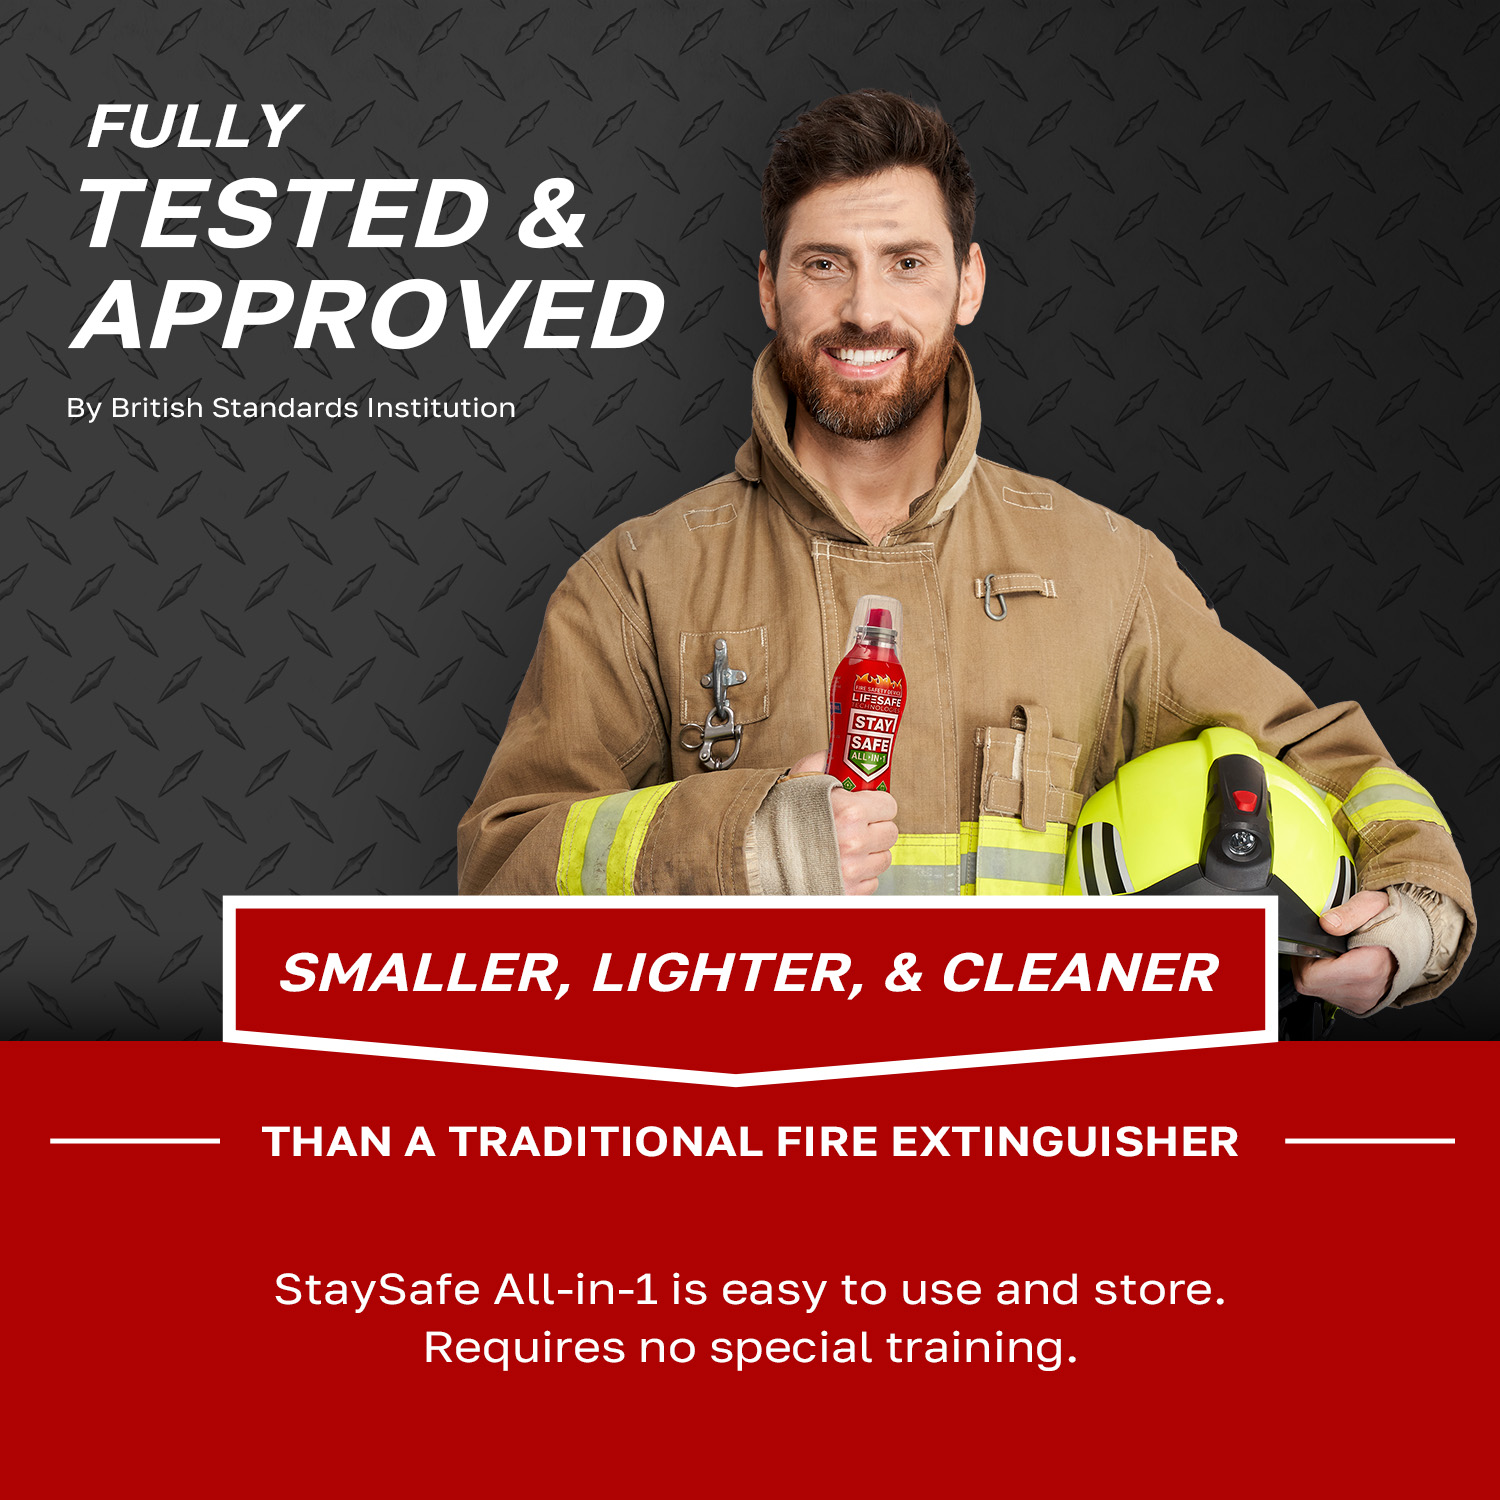 FULLY
TESTED &
APPROVED
By British Standards Institution
FIRE SAFETY DEVICE
LIFESAFE
TECHNOLOGIES
STAY
SAFE
ALL-IN-1
SMALLER, LIGHTER, & CLEANER
THAN A TRADITIONAL FIRE EXTINGUISHER
StaySafe All-in-1 is easy to use and store.
Requires no special training.